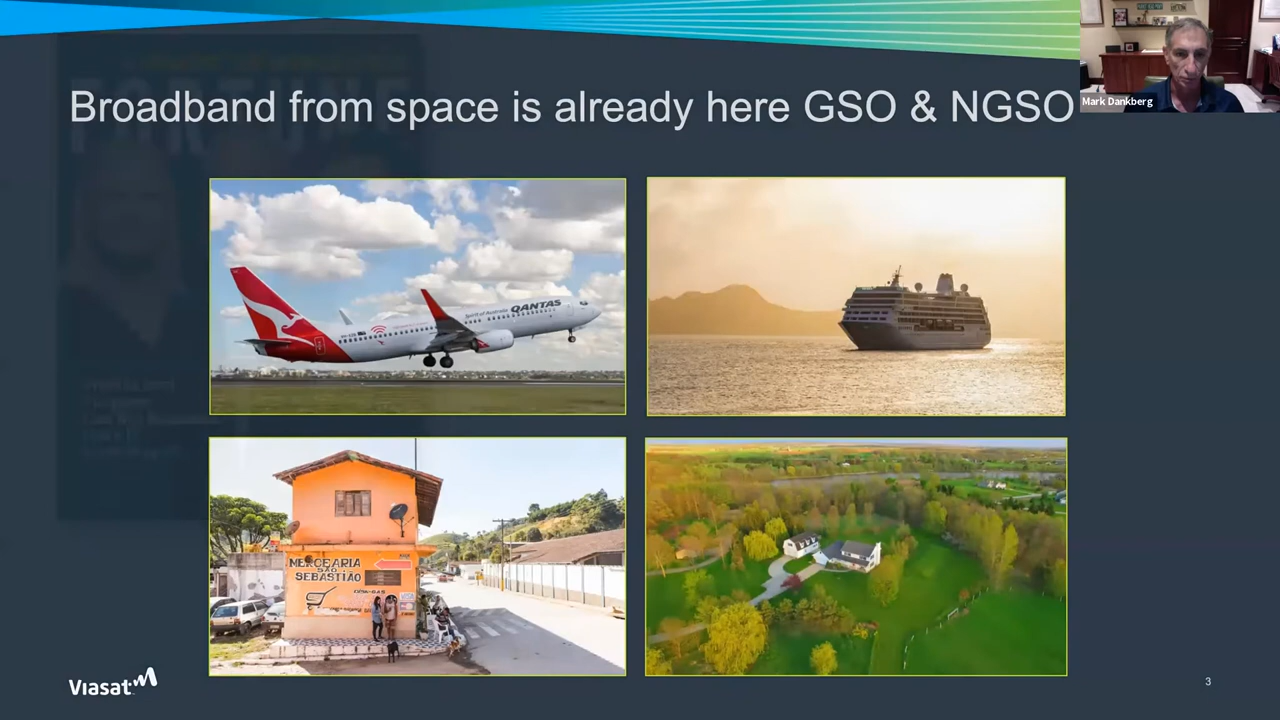 Broadband from space is already here GSO & NGSO
Mark Dankberg
Spirit of Australia QANTAS
MERCEARIA
SÃO
SEBASTIÃO
Viasat
3